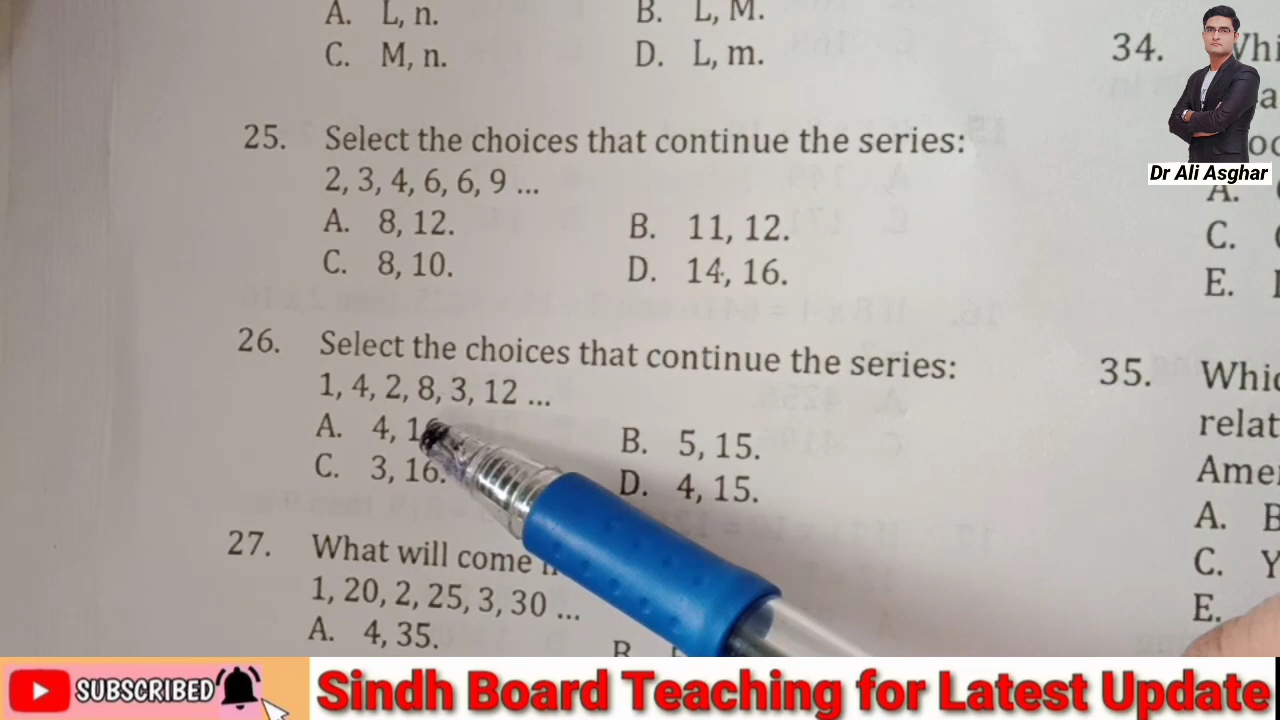 A. L, n. B. L, M.
C. M, n. D. L, m.
25. Select the choices that continue the series:
2, 3, 4, 6, 6, 9 ...
A. 8, 12. B. 11, 12.
C. 8, 10. D. 14, 16.
26. Select the choices that continue the series:
1, 4, 2, 8, 3, 12 ...
A. 4, B. 5, 15.
C. 3, 16. D. 4, 15.
27. What will come
1, 20, 2, 25, 3, 30 ...
A. 4, 35.
34.
A.
C.
E.
35.
relat
Ame
A.
C.
E.
Dr Ali Asghar
SUBSCRIBED
Sindh Board Teaching for Latest Update